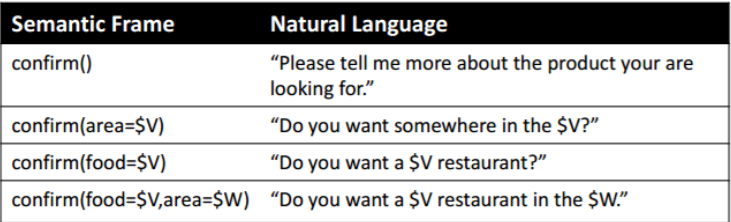 Semantic Frame Natural Language
confirm() “Please tell me more about the product your are
looking for.”
confirm(area=$V) “Do you want somewhere in the $V?”
confirm(food=$V) “Do you want a $V restaurant?”
confirm(food=$V,area=$W) “Do you want a $V restaurant in the $W.”